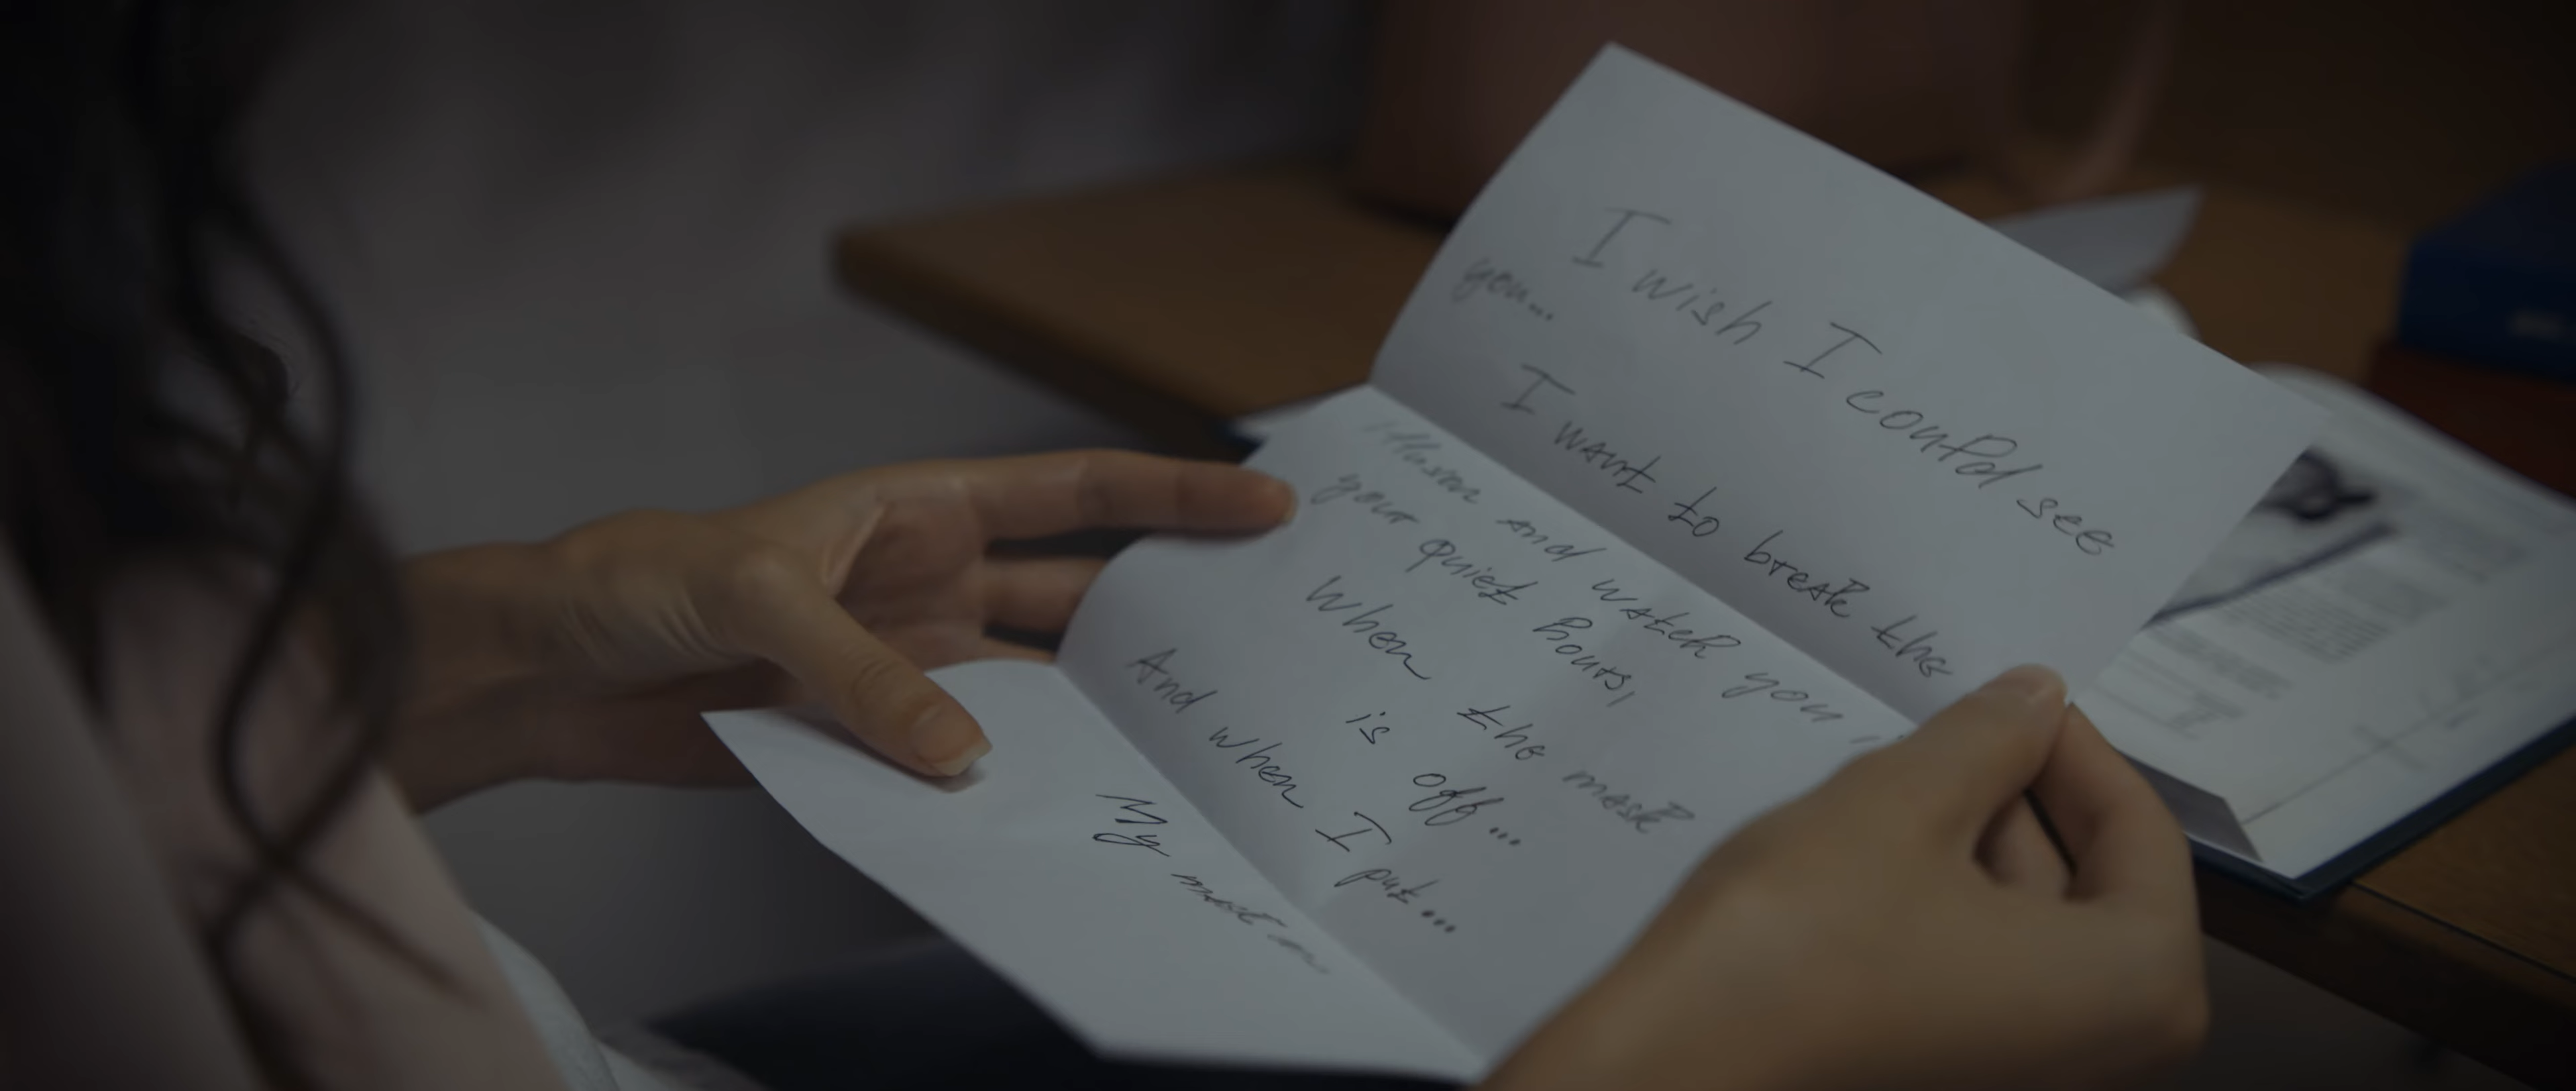 I wish I could see
you...
I want to break the
illusion and watch you
your quiet hours,
When the mask
is off...
And when I put...
My